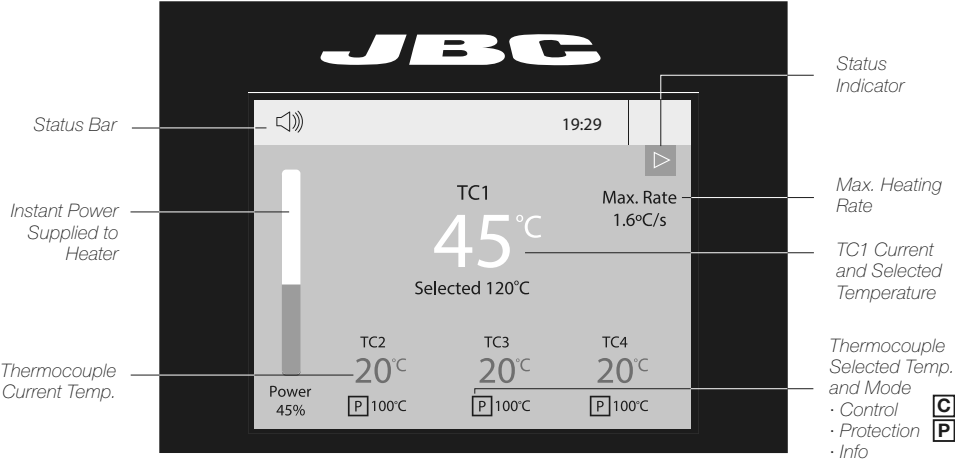 JBC
Status
Indicator
Status Bar
19:29
Instant Power
Supplied to
Heater
TC1
45°C
Selected 120°C
Max. Rate
1.6ºC/s
Max. Heating
Rate
TC1 Current
and Selected
Temperature
Thermocouple
Current Temp.
Power
45%
TC2
20°C
P 100°C
TC3
20°C
P 100°C
TC4
20°C
P 100°C
Thermocouple
Selected Temp.
and Mode
· Control C
· Protection P
· Info